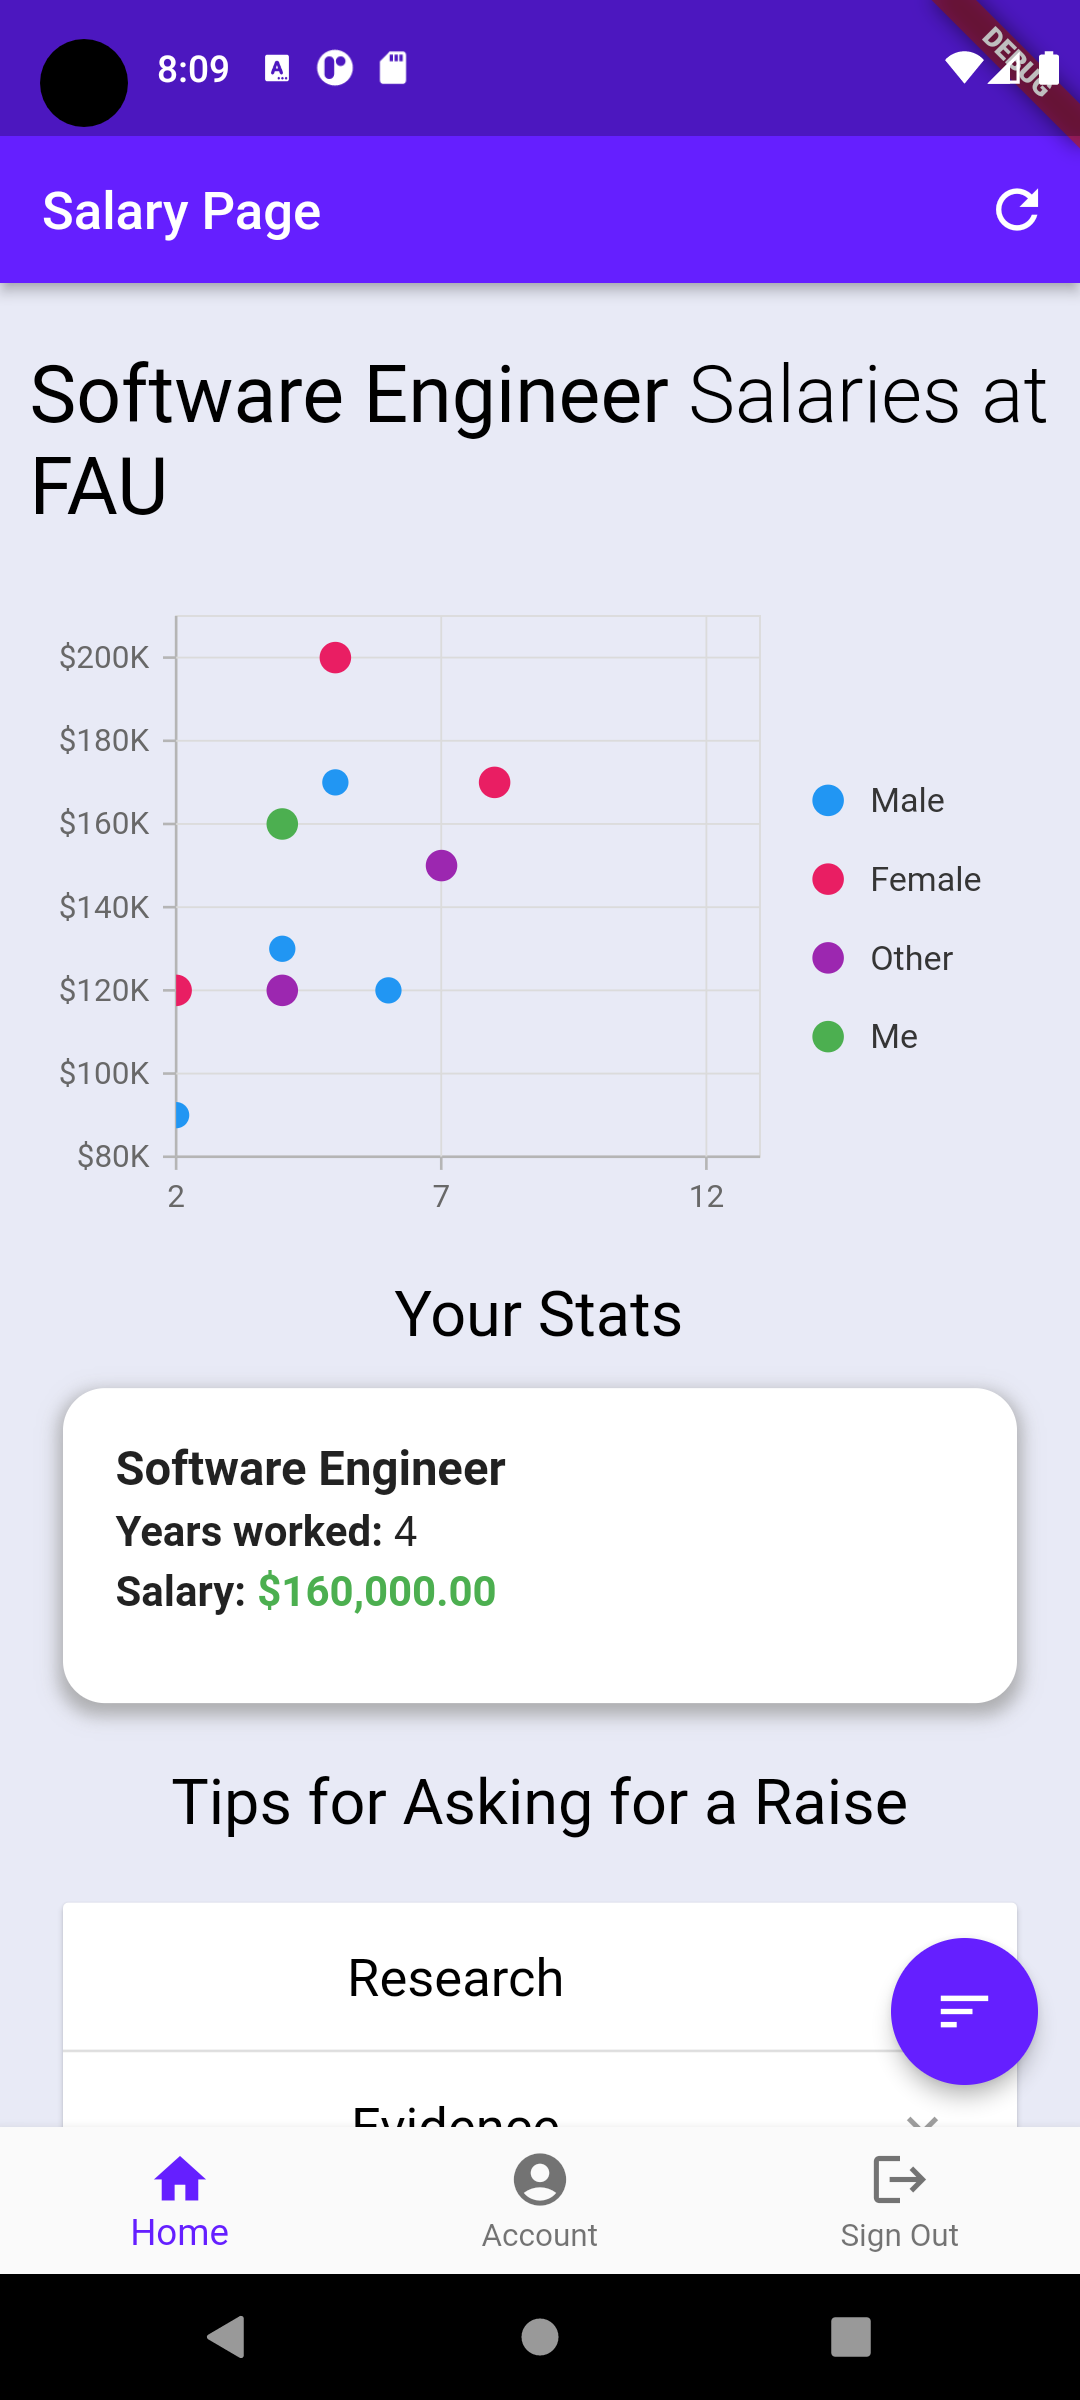 8:09
DEBUG
Salary Page
Software Engineer Salaries at
FAU
$200K
$180K
$160K
$140K
$120K
$100K
$80K
2 7 12
Male
Female
Other
Me
Your Stats
Software Engineer
Years worked: 4
Salary: $160,000.00
Tips for Asking for a Raise
Research
Evidence
Home Account Sign Out